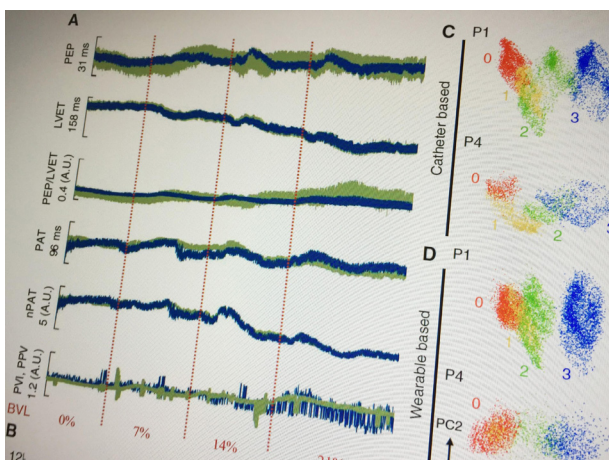 A
PEP
31 ms
LVET
158 ms
PEP/LVET
0.4 (A.U.)
PAT
96 ms
nPAT
5 (A.U.)
PVI, PPV
1.2 (A.U.)
BVL
0%
7%
14%
B
C
P1
Catheter based
0
1
2
3
P4
0
1
2
3
D
P1
Wearable based
0
1
2
3
P4
0
PC2